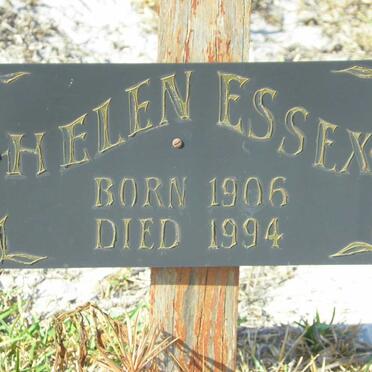 HELEN ESSEX
BORN 1906
DIED 1994